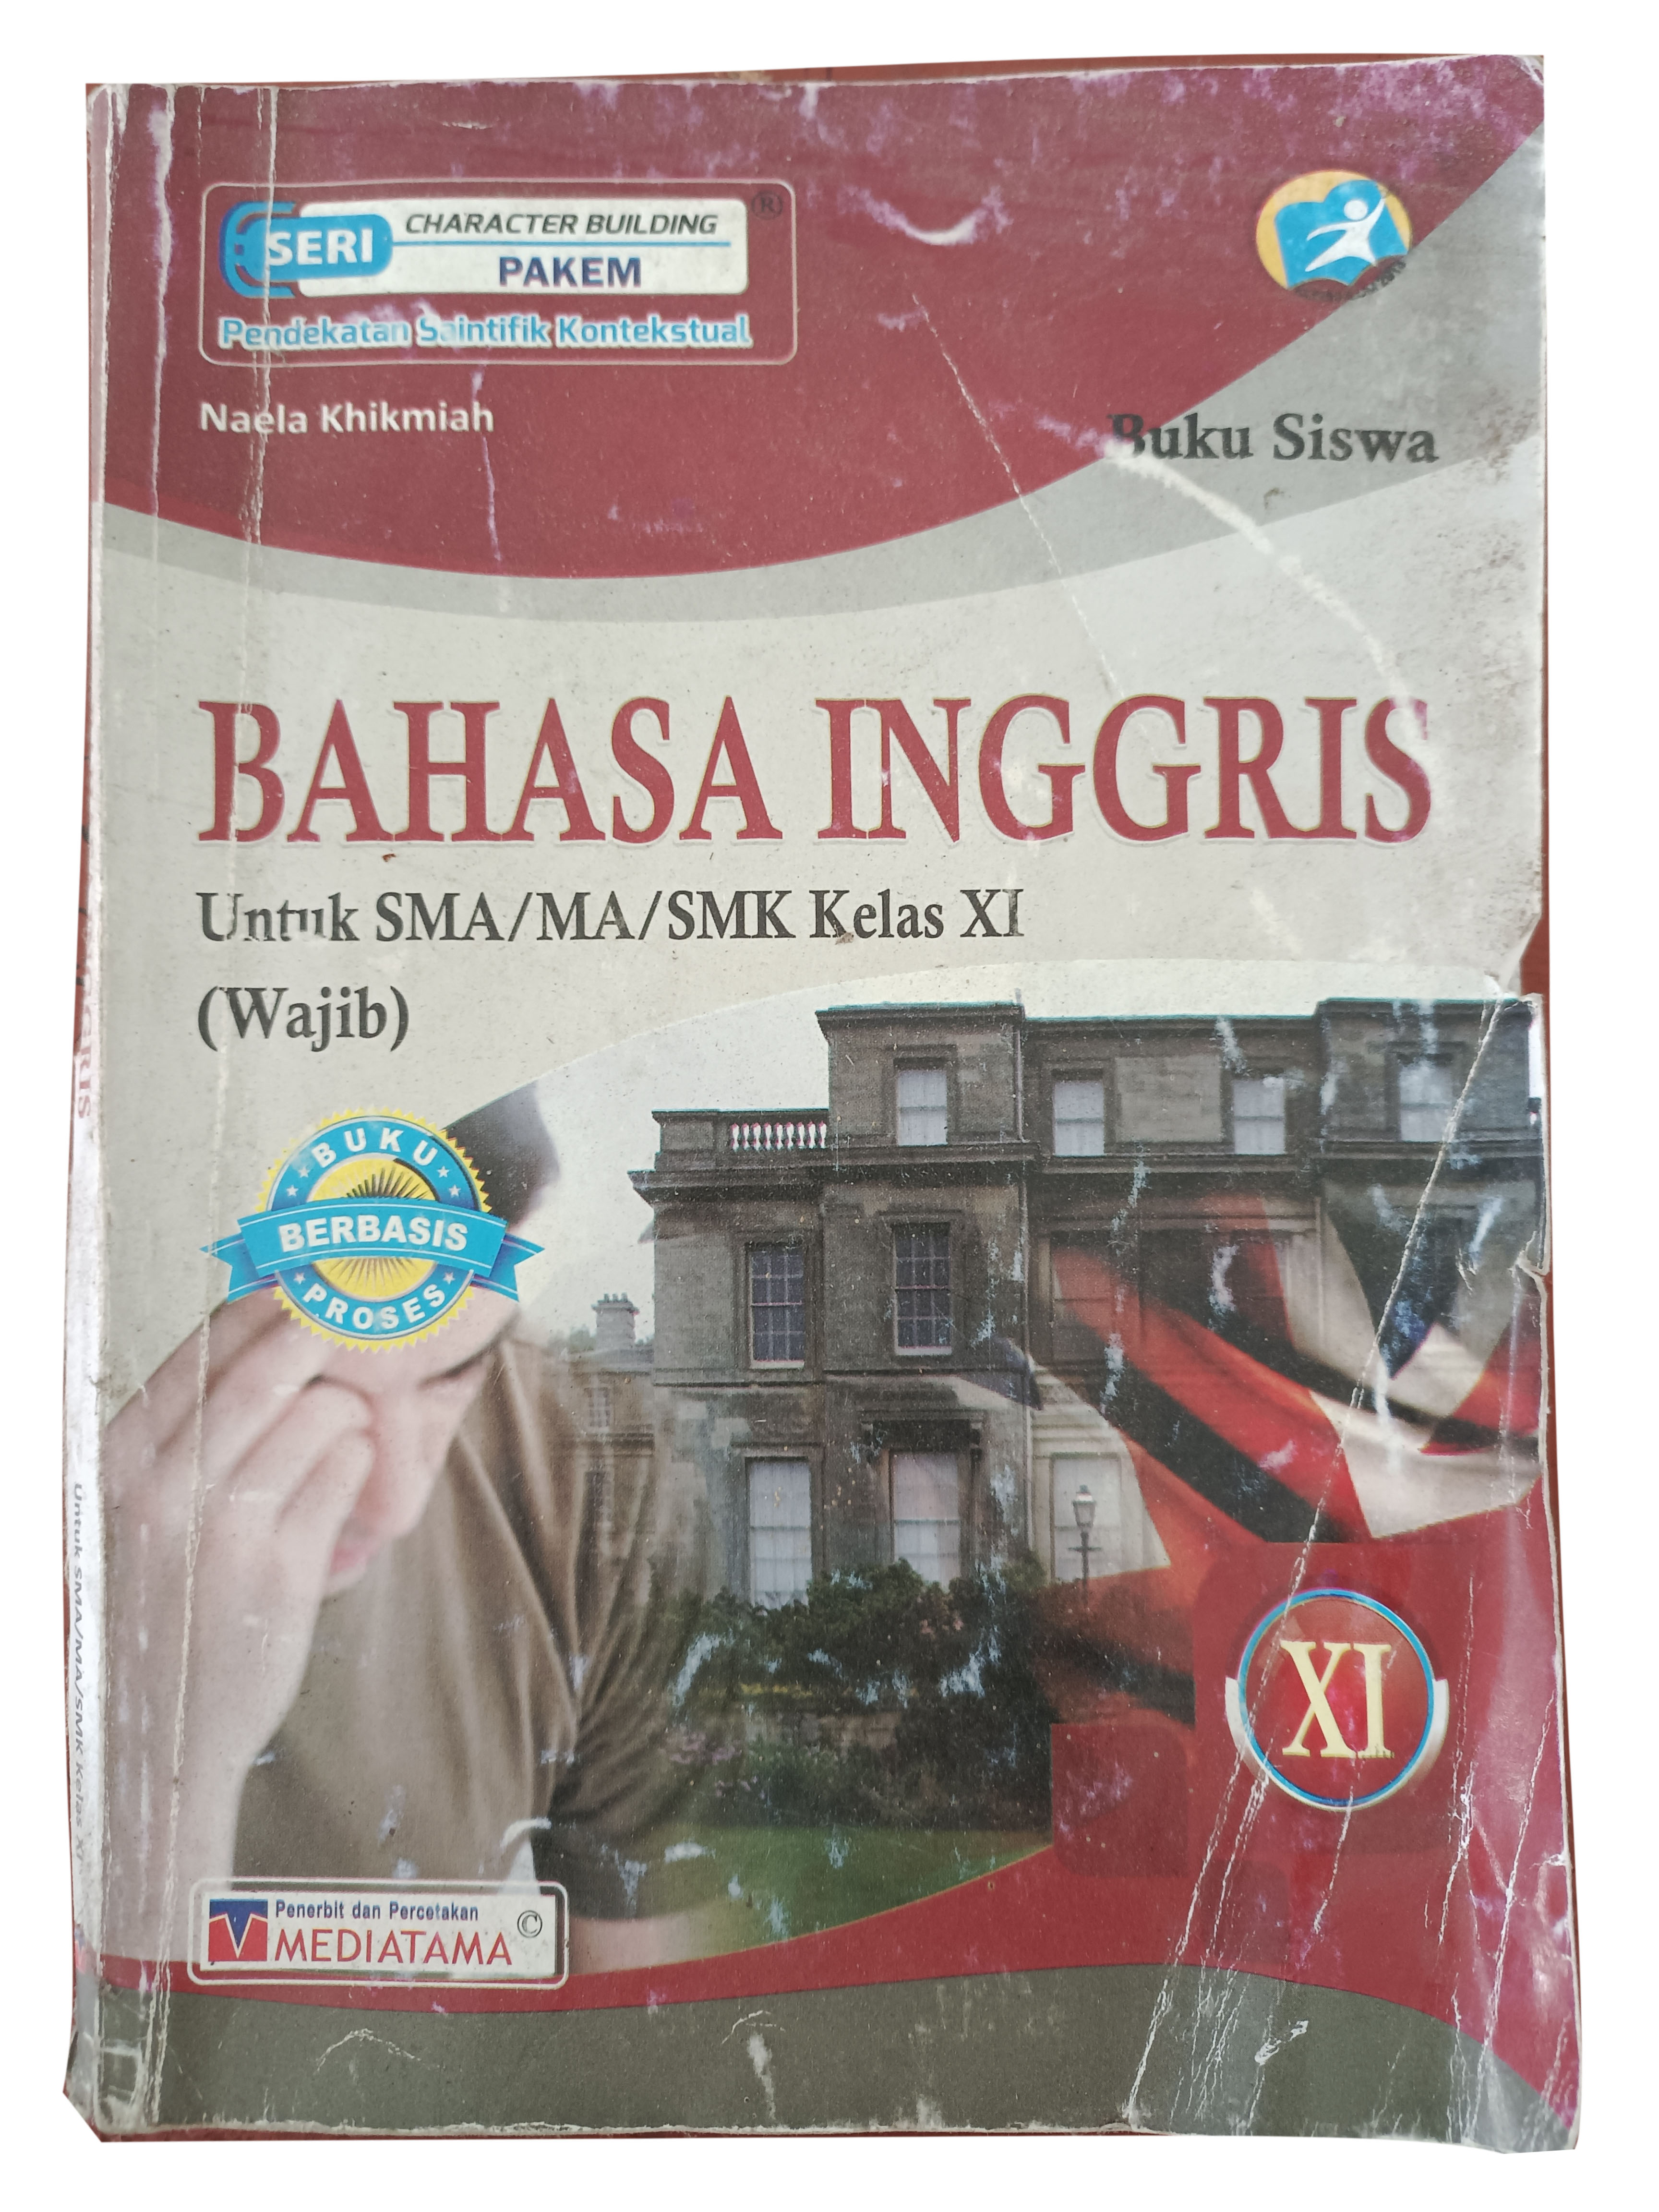 SERI
CHARACTER BUILDING
PAKEM
®
Pendekatan Saintifik Kontekstual
Naela Khikmiah
Buku Siswa
BAHASA INGGRIS
Untuk SMA/MA/SMK Kelas XI
(Wajib)
BUKU
BERBASIS
PROSES
XI
Penerbit dan Percetakan
MEDIATAMA ©
Untuk SMA/MA/SMK Kelas XI